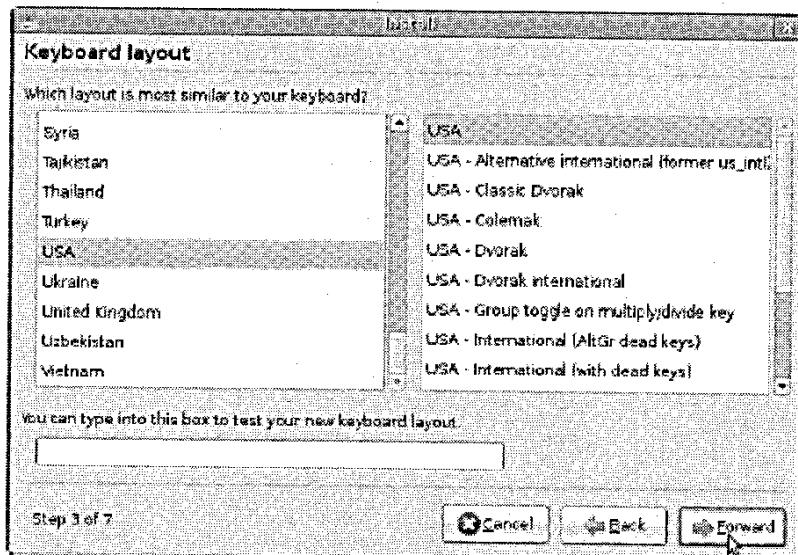 Install
Keyboard layout
Which layout is most similar to your keyboard?
Syria
Tajikistan
Thailand
Turkey
USA
Ukraine
United Kingdom
Uzbekistan
Vietnam
USA
USA - Alternative international (former us_intl)
USA - Classic Dvorak
USA - Colemak
USA - Dvorak
USA - Dvorak international
USA - Group toggle on multiply/divide key
USA - International (AltGr dead keys)
USA - International (with dead keys)
You can type into this box to test your new keyboard layout.
Step 3 of 7
Cancel
Back
Forward